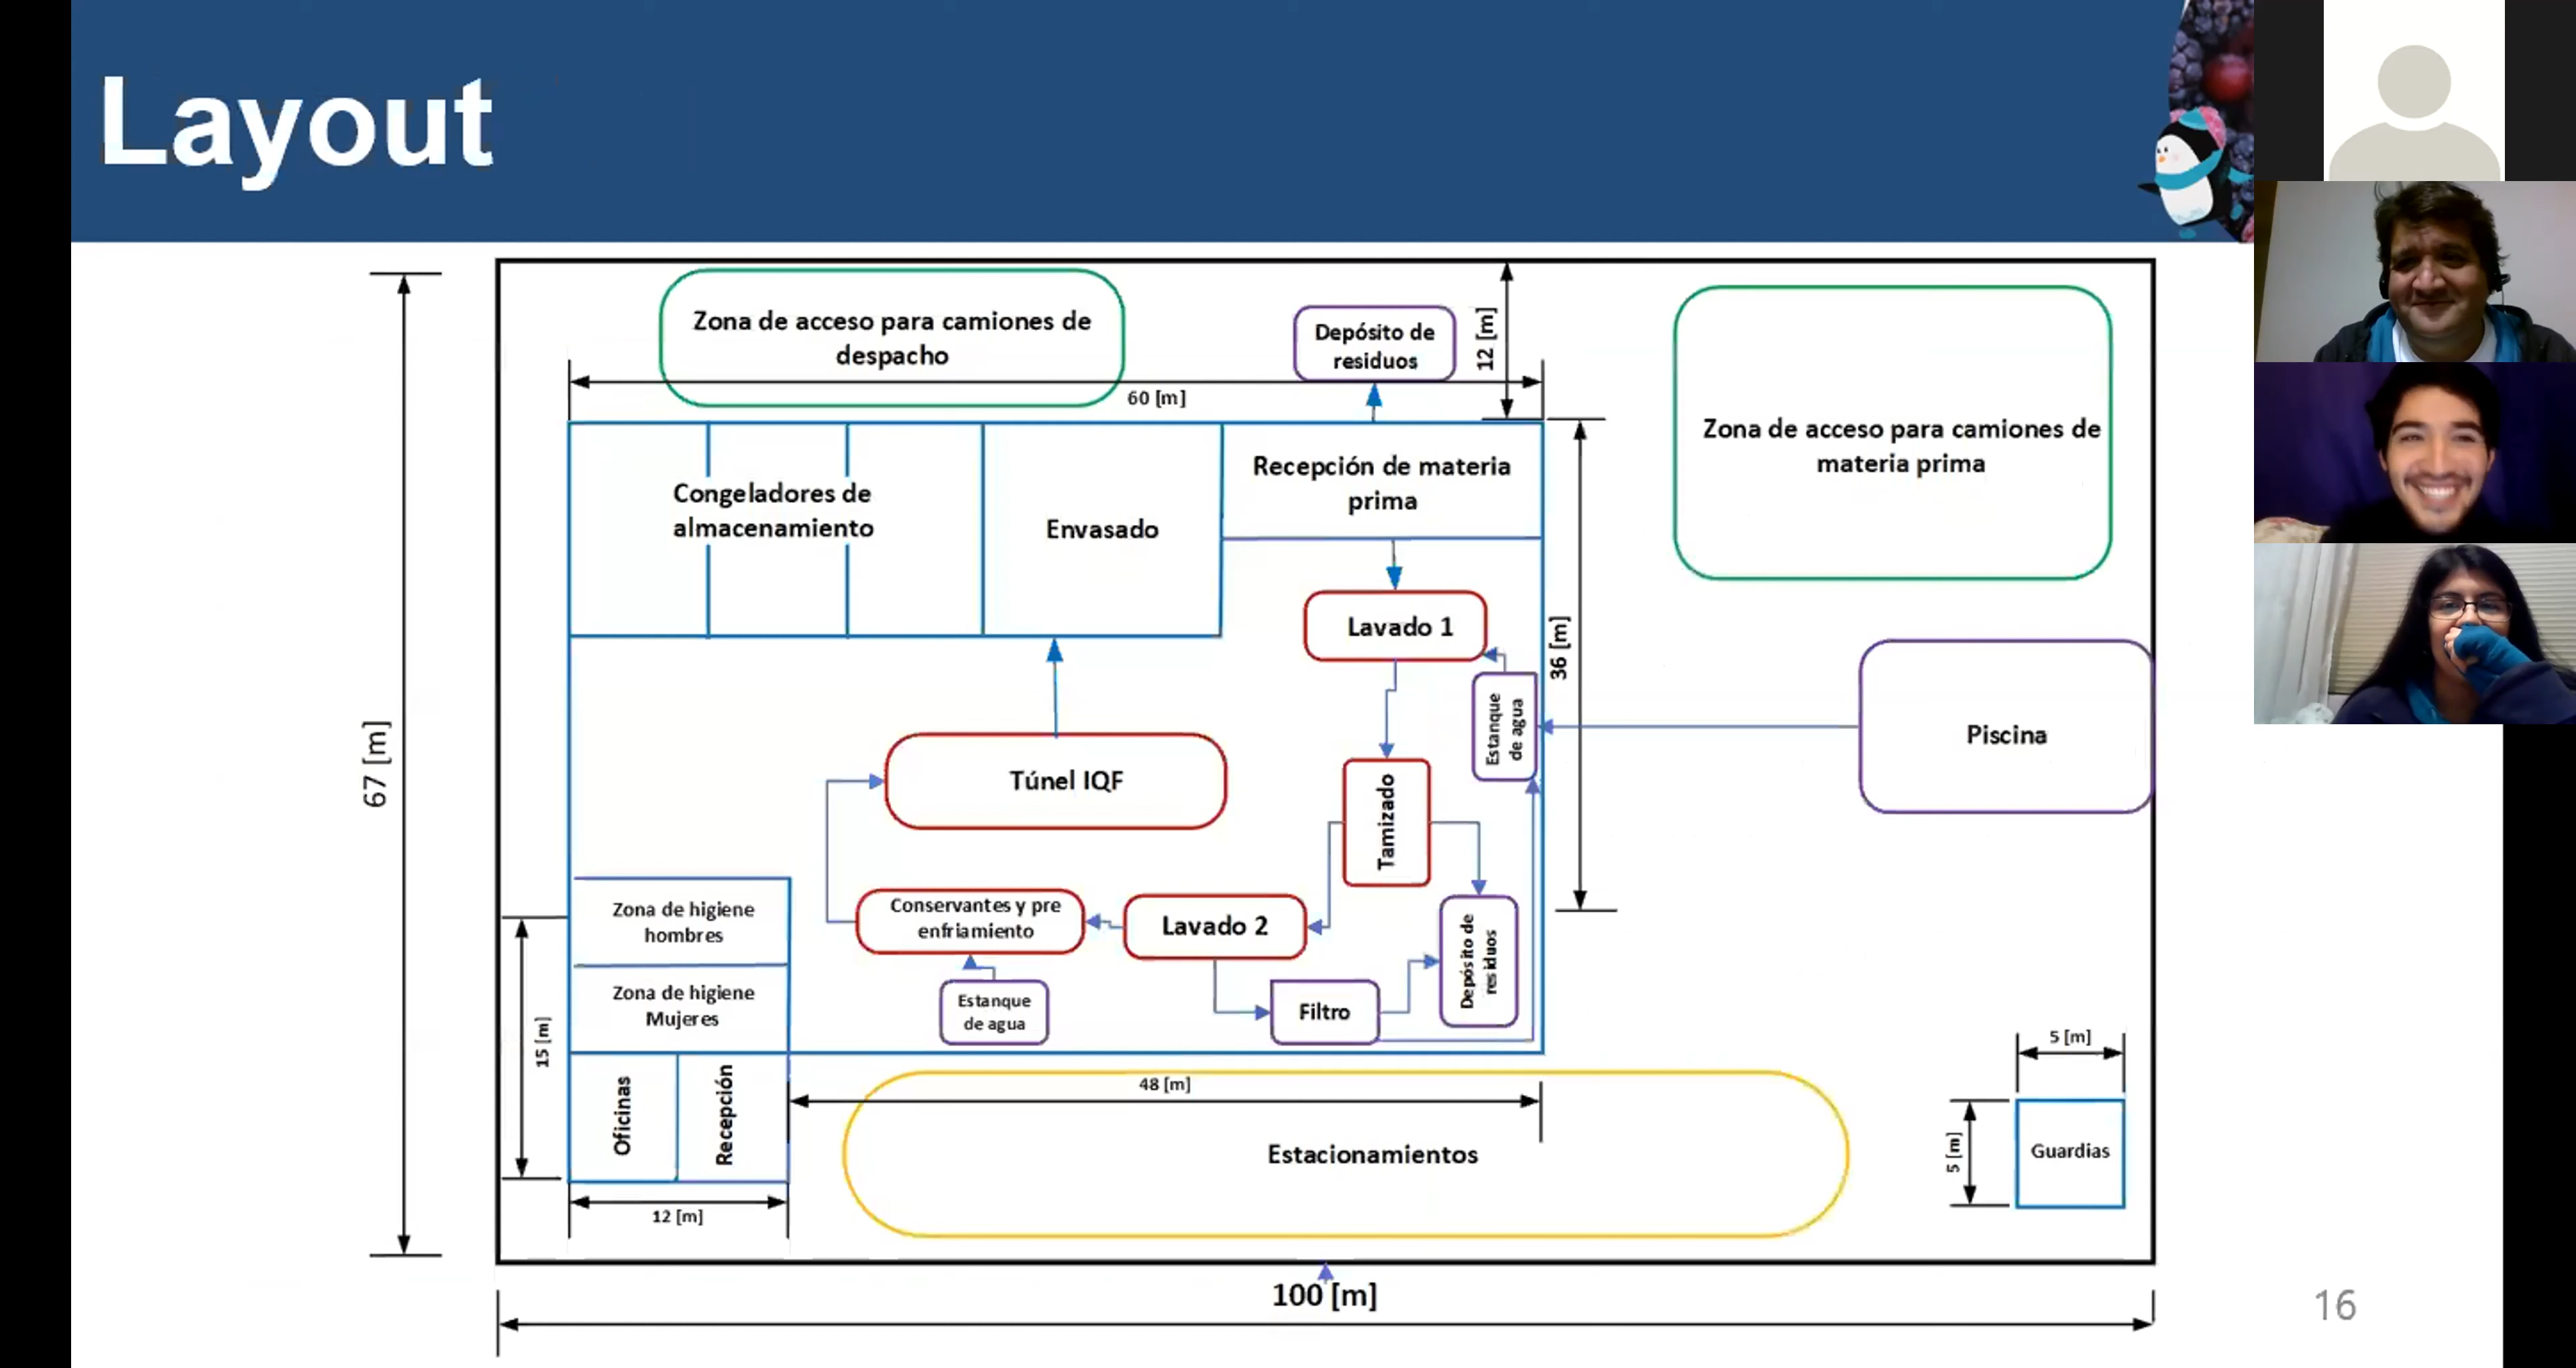 Layout
Zona de acceso para camiones de
despacho
Depósito de
residuos
12 [m]
60 [m]
Zona de acceso para camiones de
materia prima
Congeladores de
almacenamiento
Envasado
Recepción de materia
prima
Lavado 1
36 [m]
Estanque
de agua
Piscina
67 [m]
Túnel IQF
Tamizado
Zona de higiene
hombres
Conservantes y pre
enfriamiento
Lavado 2
Depósito de
residuos
Zona de higiene
Mujeres
Estanque
de agua
Filtro
15 [m]
Oficinas
Recepción
48 [m]
Estacionamientos
5 [m]
5 [m]
Guardias
12 [m]
100 [m]
16